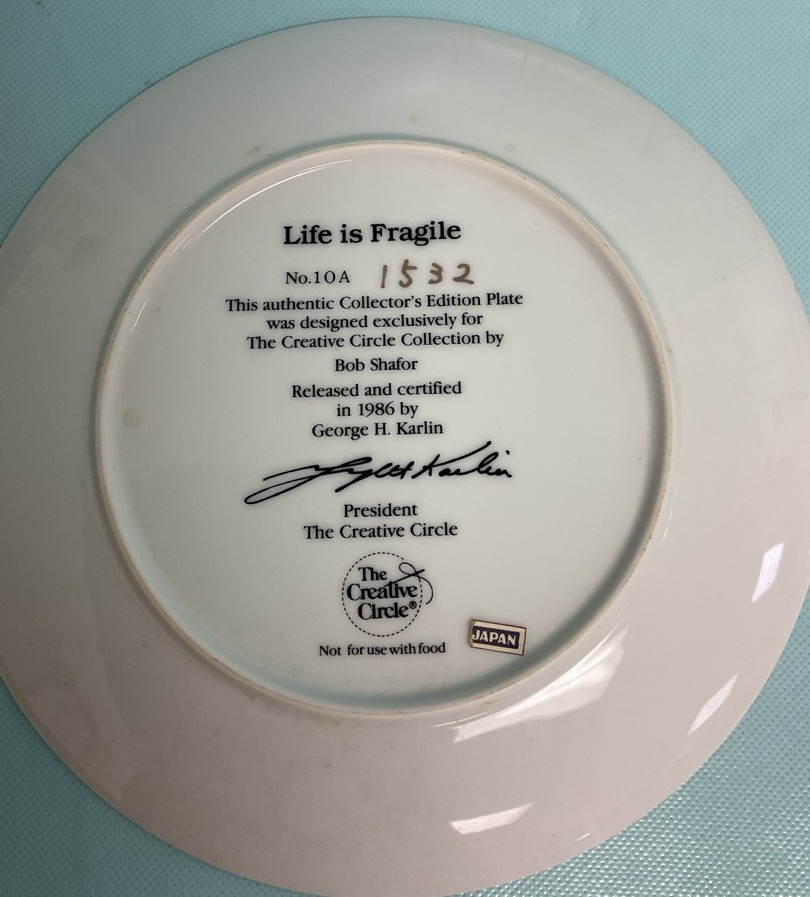 Life is Fragile
No.10A 1532
This authentic Collector's Edition Plate
was designed exclusively for
The Creative Circle Collection by
Bob Shafor
Released and certified
in 1986 by
George H. Karlin
George H Karlin
President
The Creative Circle
The
Creative
Circle®
Not for use with food
JAPAN